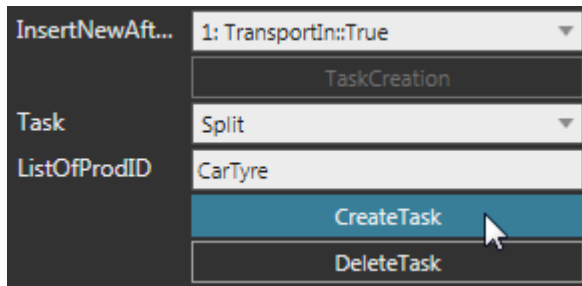 InsertNewAft... 1: TransportIn::True
TaskCreation
Task Split
ListOfProdID CarTyre
CreateTask
DeleteTask